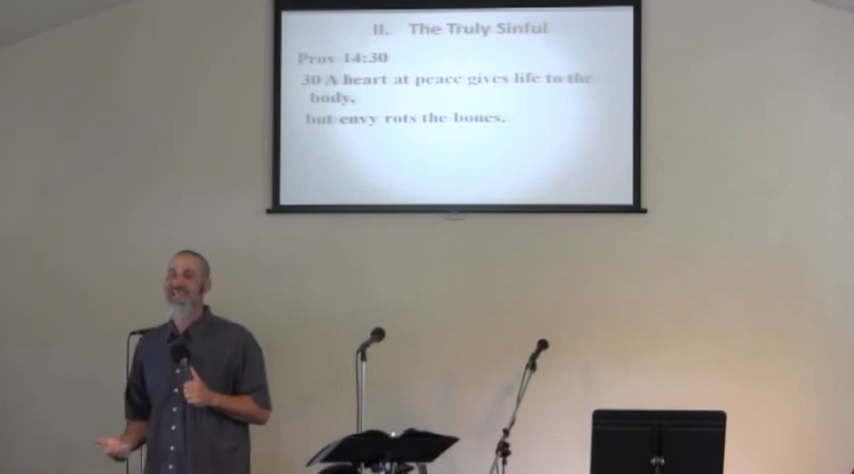 II. The Truly Sinful
Prov 14:30
30 A heart at peace gives life to the
body,
but envy rots the bones.